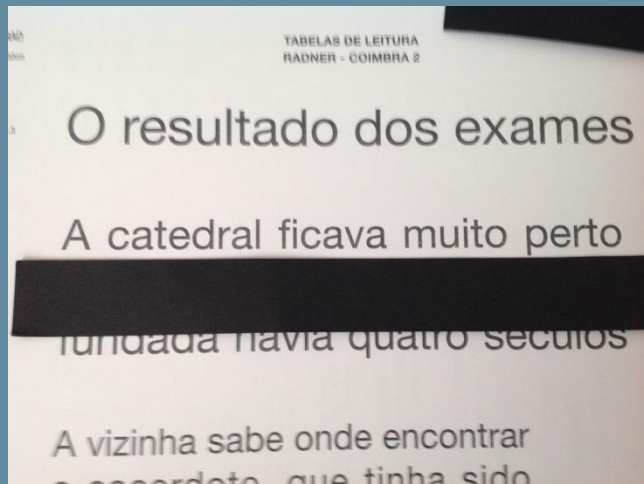 TABELAS DE LEITURA
RADNER - COIMBRA 2
O resultado dos exames
A catedral ficava muito perto
fundada havia quatro séculos
A vizinha sabe onde encontrar
o sacerdote, que tinha sido